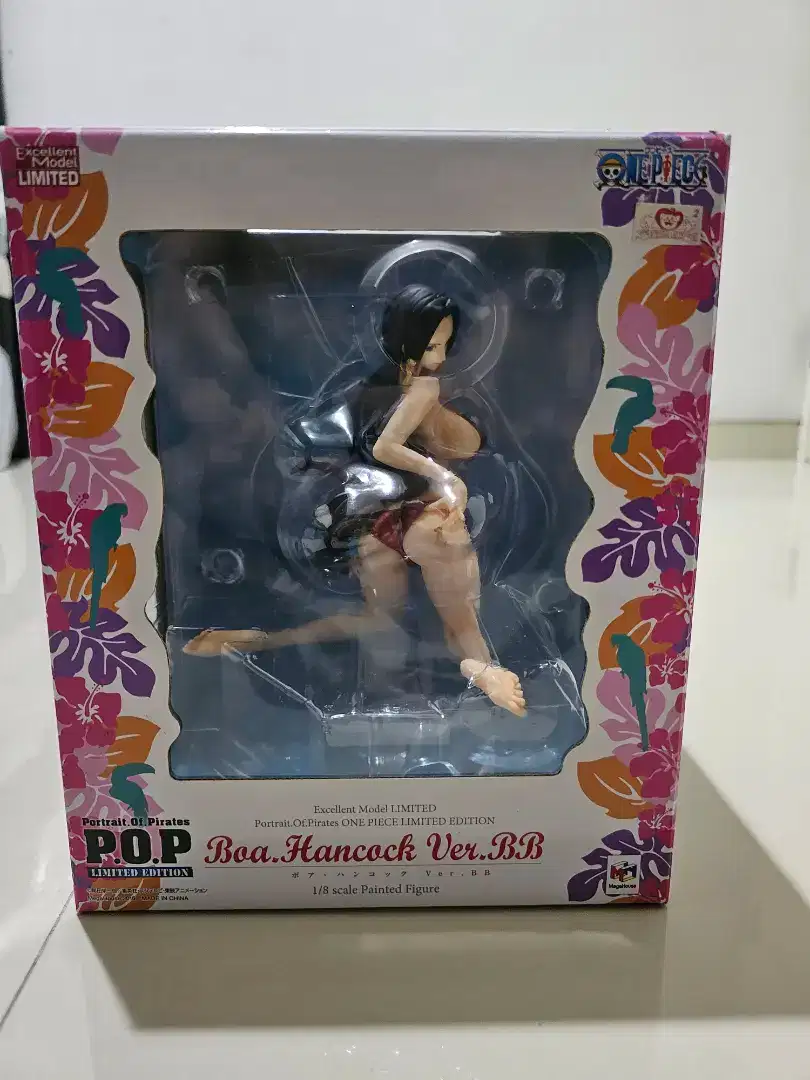 Excellent
Model
LIMITED
ONE PIECE
Excellent Model LIMITED
Portrait.Of.Pirates ONE PIECE LIMITED EDITION
Boa.Hancock Ver.BB
ボア・ハンコック Ver.BB
1/8 scale Painted Figure
Portrait.Of.Pirates
P.O.P
LIMITED EDITION
MADE IN CHINA
MegaHouse